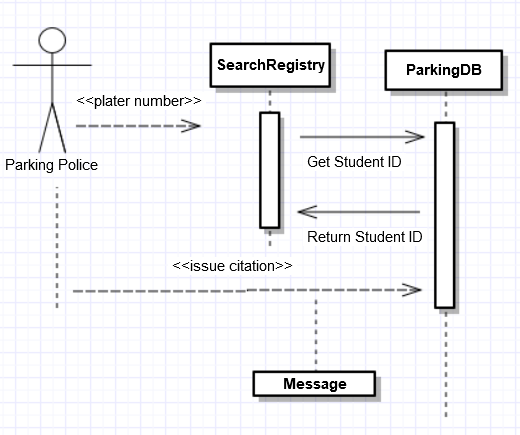 SearchRegistry
ParkingDB
<<plater number>>
Parking Police
Get Student ID
Return Student ID
<<issue citation>>
Message